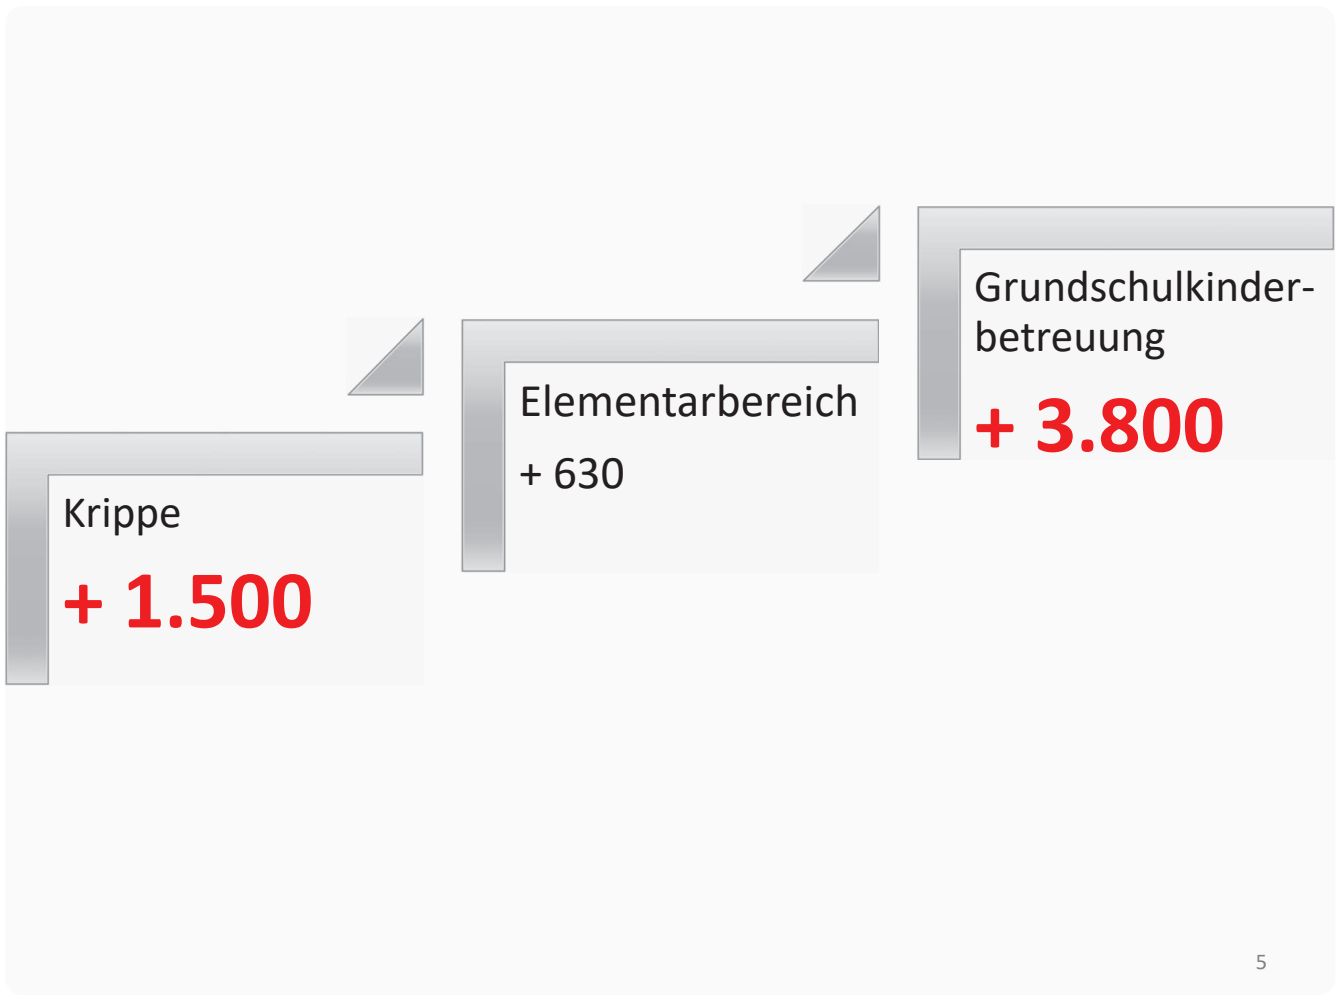 Krippe
+ 1.500
Elementarbereich
+ 630
Grundschulkinder-
betreuung
+ 3.800
5